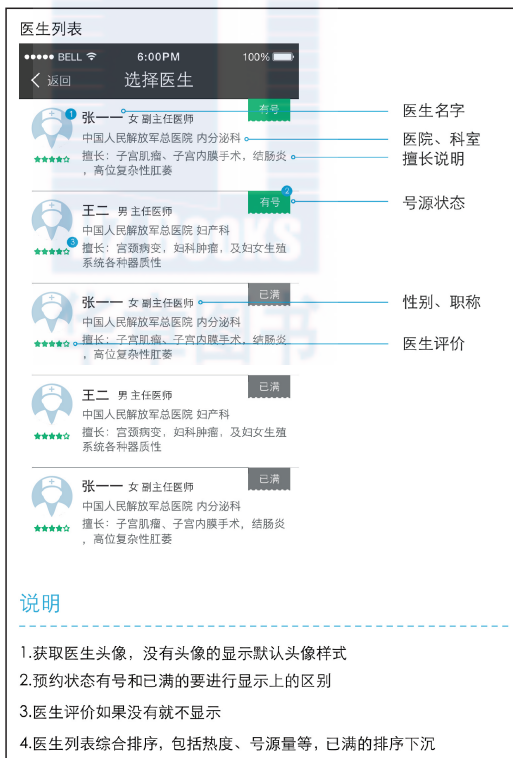 医生列表
BELL 6:00PM 100%
返回 选择医生
1 张一一 女 副主任医师 有号 医生名字
中国人民解放军总医院 内分泌科 医院、科室
擅长：子宫肌瘤、子宫内膜手术，结肠炎 擅长说明
，高位复杂性肛萎
王二 男 主任医师 有号 2 号源状态
中国人民解放军总医院 妇产科
3 擅长：宫颈病变，妇科肿瘤，及妇女生殖
系统各种器质性
张一一 女 副主任医师 已满 性别、职称
中国人民解放军总医院 内分泌科
擅长：子宫肌瘤、子宫内膜手术，结肠炎 医生评价
，高位复杂性肛萎
王二 男 主任医师 已满
中国人民解放军总医院 妇产科
擅长：宫颈病变，妇科肿瘤，及妇女生殖
系统各种器质性
张一一 女 副主任医师 已满
中国人民解放军总医院 内分泌科
擅长：子宫肌瘤、子宫内膜手术，结肠炎
，高位复杂性肛萎
说明
1.获取医生头像，没有头像的显示默认头像样式
2.预约状态有号和已满的要进行显示上的区别
3.医生评价如果没有就不显示
4.医生列表综合排序，包括热度、号源量等，已满的排序下沉